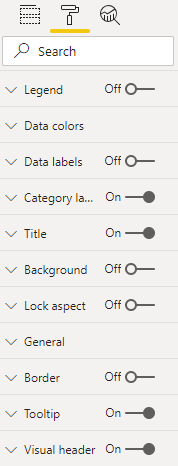 Search
Legend Off
Data colors
Data labels Off
Category la... On
Title On
Background Off
Lock aspect Off
General
Border Off
Tooltip On
Visual header On